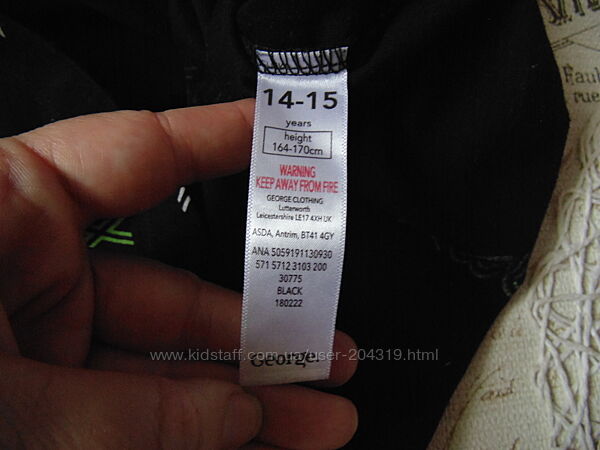 14-15
years
height
164-170cm
WARNING
KEEP AWAY FROM FIRE
GEORGE CLOTHING
Lutterworth
Leicestershire LE17 4XH UK
ASDA, Antrim, BT41 4GY
ANA 5059191130930
571 5712 3103 200
30775
BLACK
180222
George.
www.kidstaff.com.ua/user-204319.html
rue